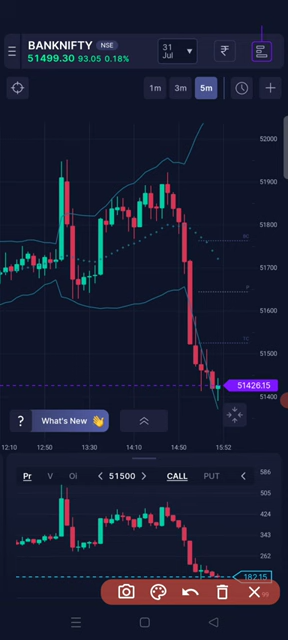 BANKNIFTY NSE
51499.30 93.05 0.18%
31 Jul
₹
1m 3m 5m
52000
51900
51800
51700
P
51600
TC
51500
51426.15
51400
? What's New 👋
12:10 12:50 13:30 14:10 14:50 15:52
Pr V OI < 51500 > CALL PUT <
586
505
424
343
262
182.15